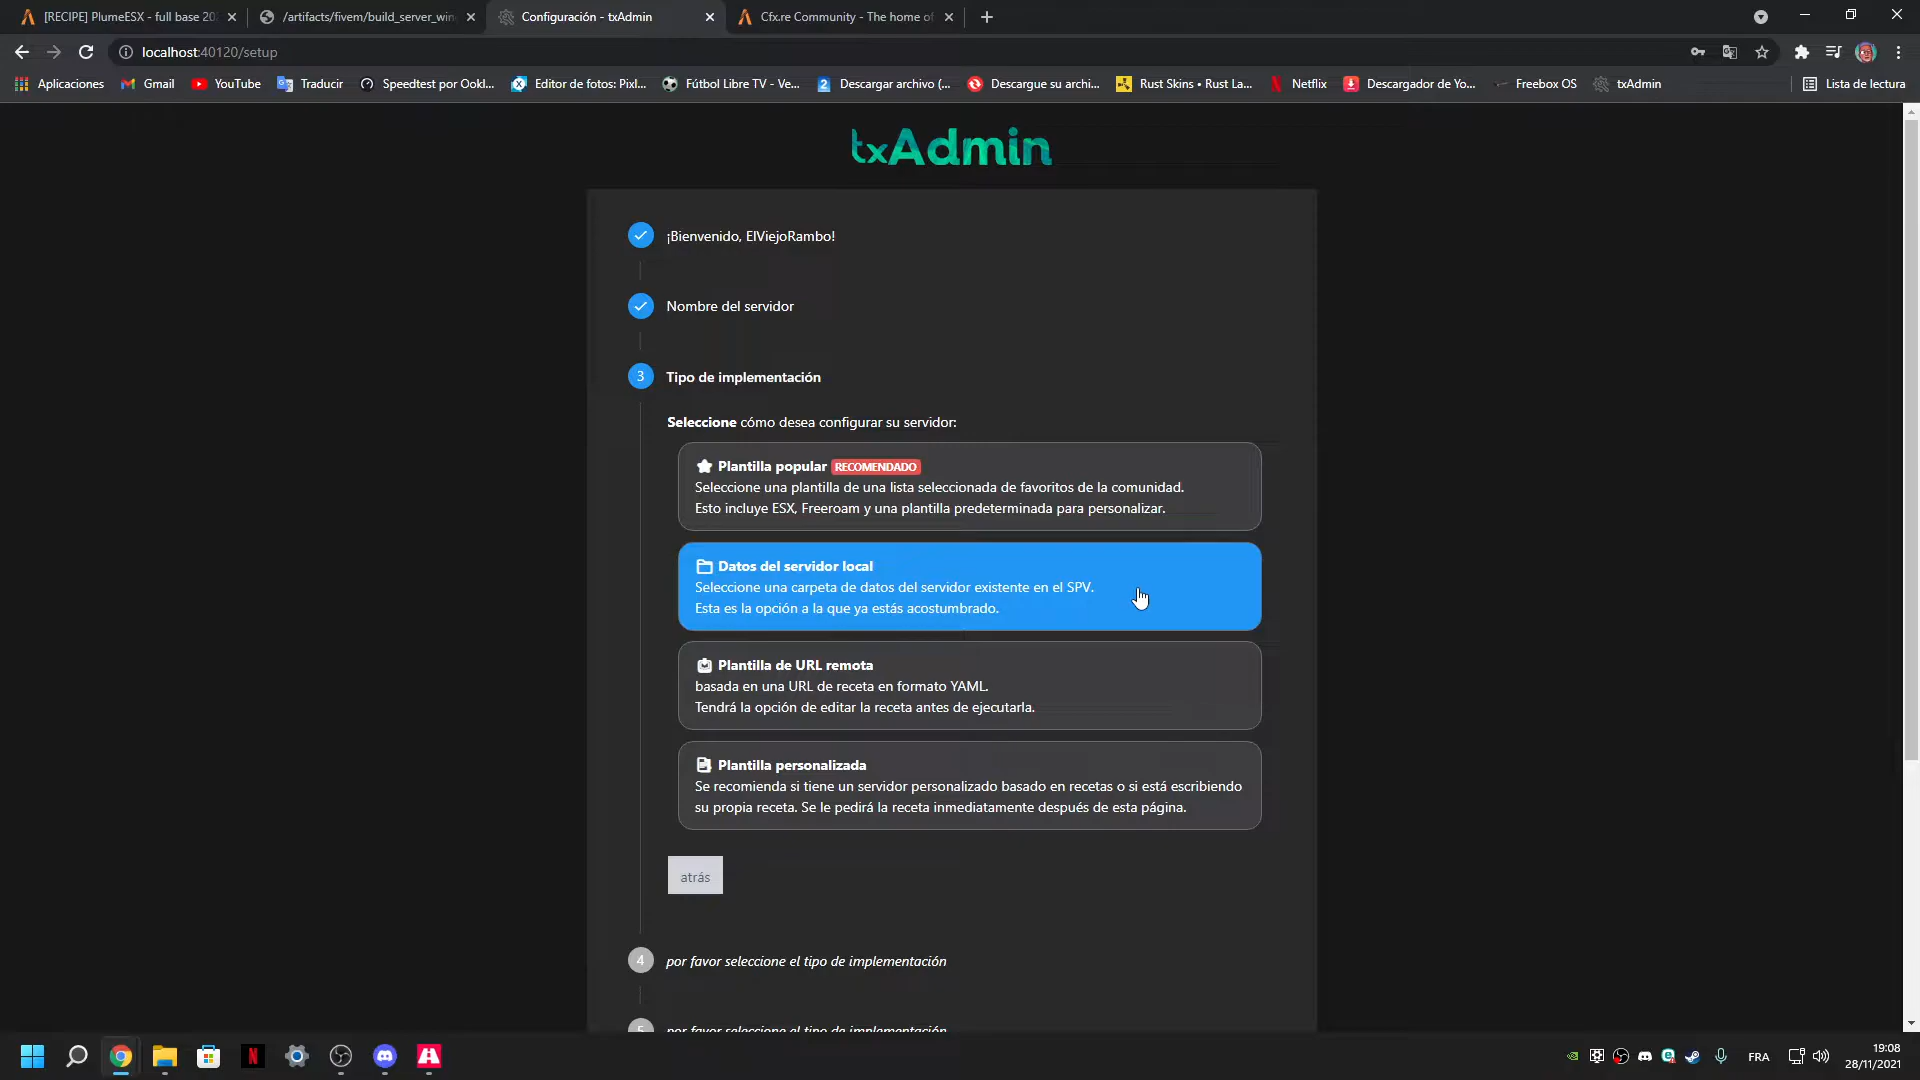 [RECIPE] PlumeESX - full base 20
/artifacts/fivem/build_server_win
Configuración - txAdmin
Cfx.re Community - The home of
localhost:40120/setup
Aplicaciones
Gmail
YouTube
Traducir
Speedtest por Ookl...
Editor de fotos: Pixl...
Fútbol Libre TV - Ve...
Descargar archivo (...
Descargue su archi...
Rust Skins • Rust La...
Netflix
Descargador de Yo...
Freebox OS
txAdmin
Lista de lectura
txAdmin
¡Bienvenido, ElViejoRambo!
Nombre del servidor
3 Tipo de implementación
Seleccione cómo desea configurar su servidor:
Plantilla popular RECOMENDADO
Seleccione una plantilla de una lista seleccionada de favoritos de la comunidad.
Esto incluye ESX, Freeroam y una plantilla predeterminada para personalizar.
Datos del servidor local
Seleccione una carpeta de datos del servidor existente en el SPV.
Esta es la opción a la que ya estás acostumbrado.
Plantilla de URL remota
basada en una URL de receta en formato YAML.
Tendrá la opción de editar la receta antes de ejecutarla.
Plantilla personalizada
Se recomienda si tiene un servidor personalizado basado en recetas o si está escribiendo
su propia receta. Se le pedirá la receta inmediatamente después de esta página.
atrás
4 por favor seleccione el tipo de implementación
5 por favor seleccione el tipo de implementación
FRA
19:08
28/11/2021